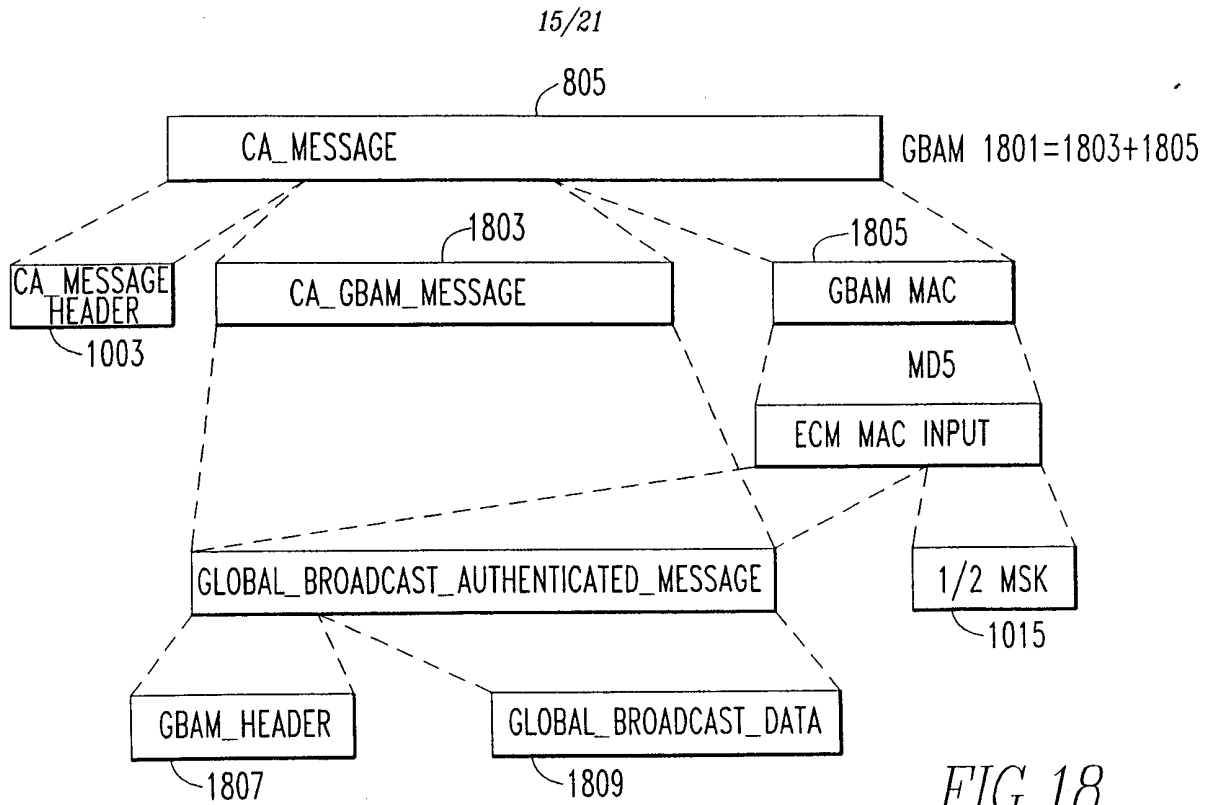 15/21
805
CA_MESSAGE
GBAM 1801=1803+1805
1803
1805
CA_MESSAGE
HEADER
CA_GBAM_MESSAGE
GBAM MAC
1003
MD5
ECM MAC INPUT
GLOBAL_BROADCAST_AUTHENTICATED_MESSAGE
1/2 MSK
1015
GBAM_HEADER
GLOBAL_BROADCAST_DATA
1807
1809
FIG. 18